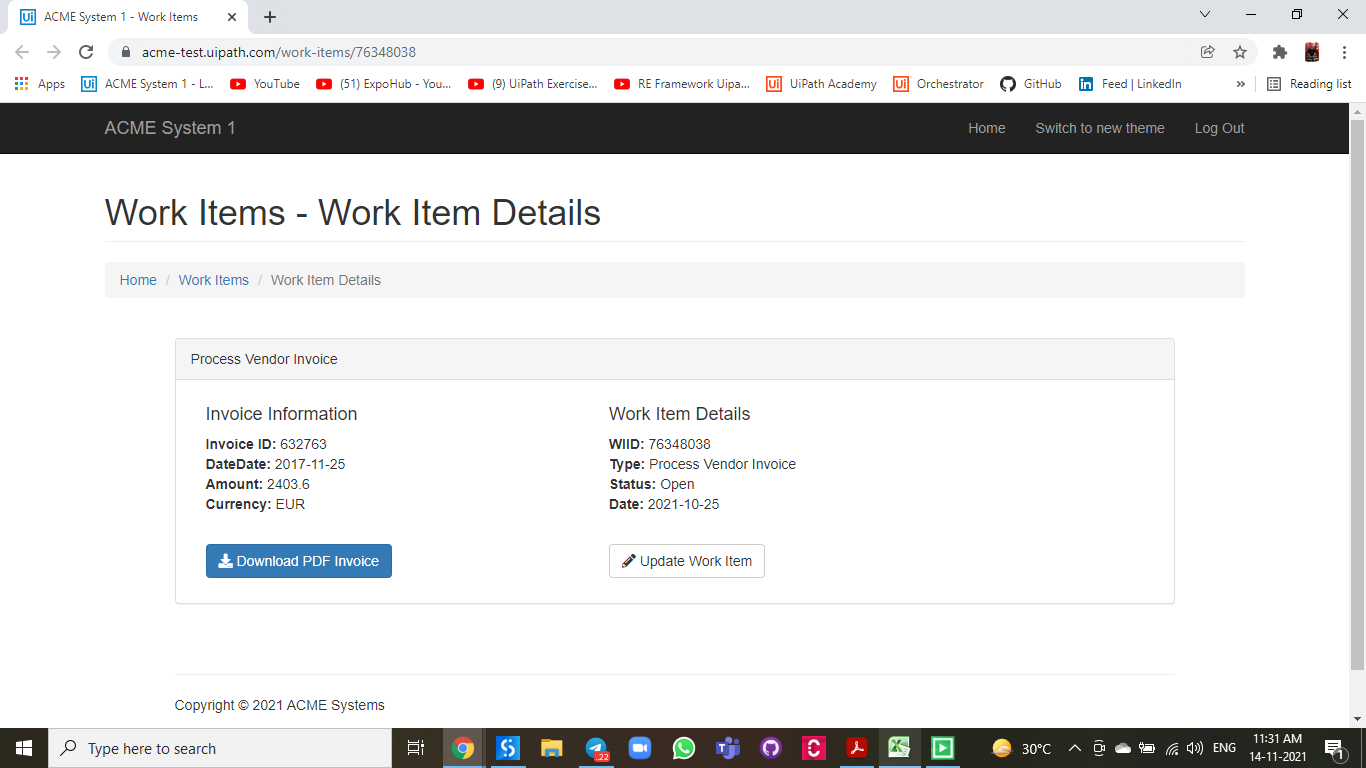 Ui ACME System 1 - Work Items
acme-test.uipath.com/work-items/76348038
Apps Ui ACME System 1 - L... YouTube (51) ExpoHub - You... (9) UiPath Exercise... RE Framework Uipa... Ui UiPath Academy Ui Orchestrator GitHub in Feed | LinkedIn » Reading list
ACME System 1 Home Switch to new theme Log Out
Work Items - Work Item Details
Home / Work Items / Work Item Details
Process Vendor Invoice
Invoice Information
Invoice ID: 632763
DateDate: 2017-11-25
Amount: 2403.6
Currency: EUR
Download PDF Invoice
Work Item Details
WIID: 76348038
Type: Process Vendor Invoice
Status: Open
Date: 2021-10-25
Update Work Item
Copyright © 2021 ACME Systems
Type here to search
22
30°C
ENG
11:31 AM
14-11-2021
1